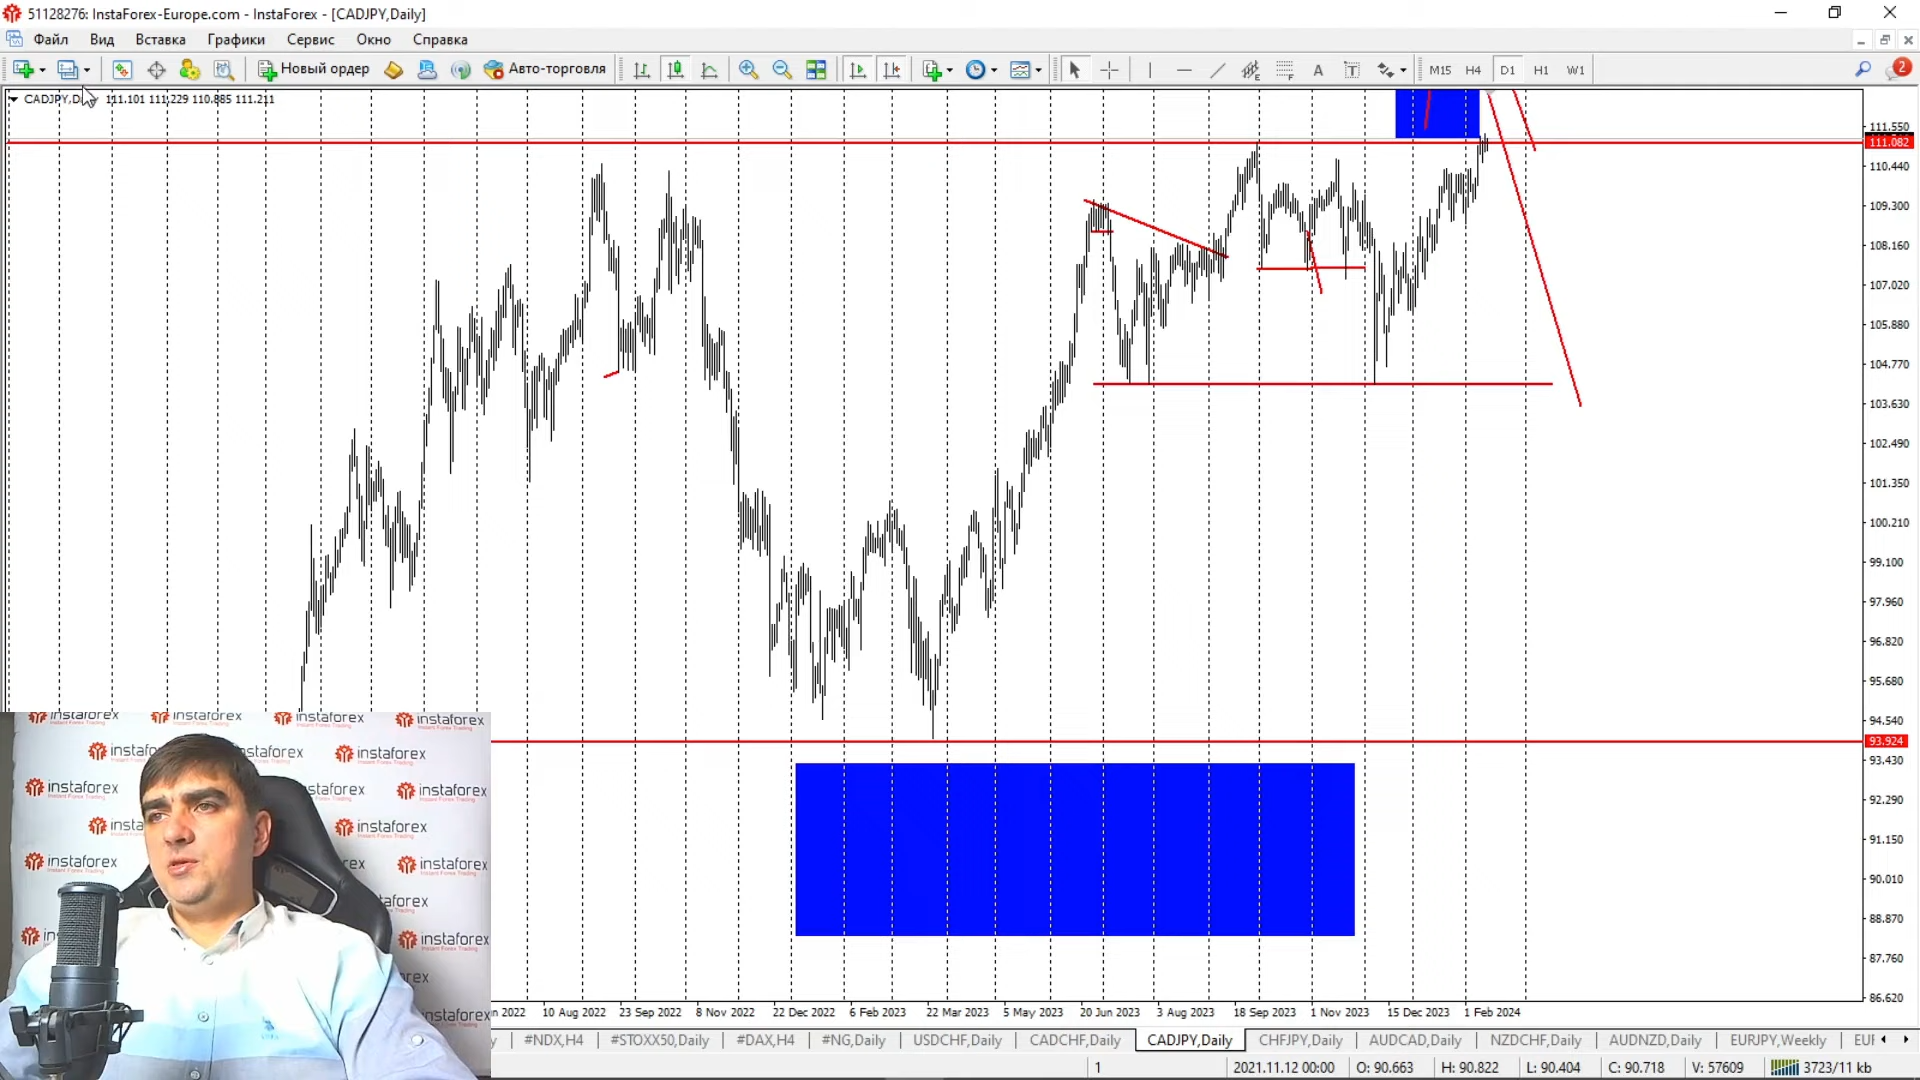 51128276: InstaForex-Europe.com - InstaForex - [CADJPY,Daily]
Файл Вид Вставка Графики Сервис Окно Справка
Новый ордер Авто-торговля A T M15 H4 D1 H1 W1 2
111.101 111.229 110.885 111.211
111.550
111.082
110.440
109.300
108.160
107.020
105.880
104.770
103.630
102.490
101.350
100.210
99.100
97.960
96.820
95.680
94.540
93.924
93.430
92.290
91.150
90.010
88.870
87.760
86.620
instaforex
Instant Forex Trading
10 Aug 2022 23 Sep 2022 8 Nov 2022 22 Dec 2022 6 Feb 2023 22 Mar 2023 5 May 2023 20 Jun 2023 3 Aug 2023 18 Sep 2023 1 Nov 2023 15 Dec 2023 1 Feb 2024
#NDX,H4 #STOXX50,Daily #DAX,H4 #NG,Daily USDCHF,Daily CADCHF,Daily CADJPY,Daily CHFJPY,Daily AUDCAD,Daily NZDCHF,Daily AUDNZD,Daily EURJPY,Weekly
1 2021.11.12 00:00 O: 90.663 H: 90.822 L: 90.404 C: 90.718 V: 57609 3723/11 kb